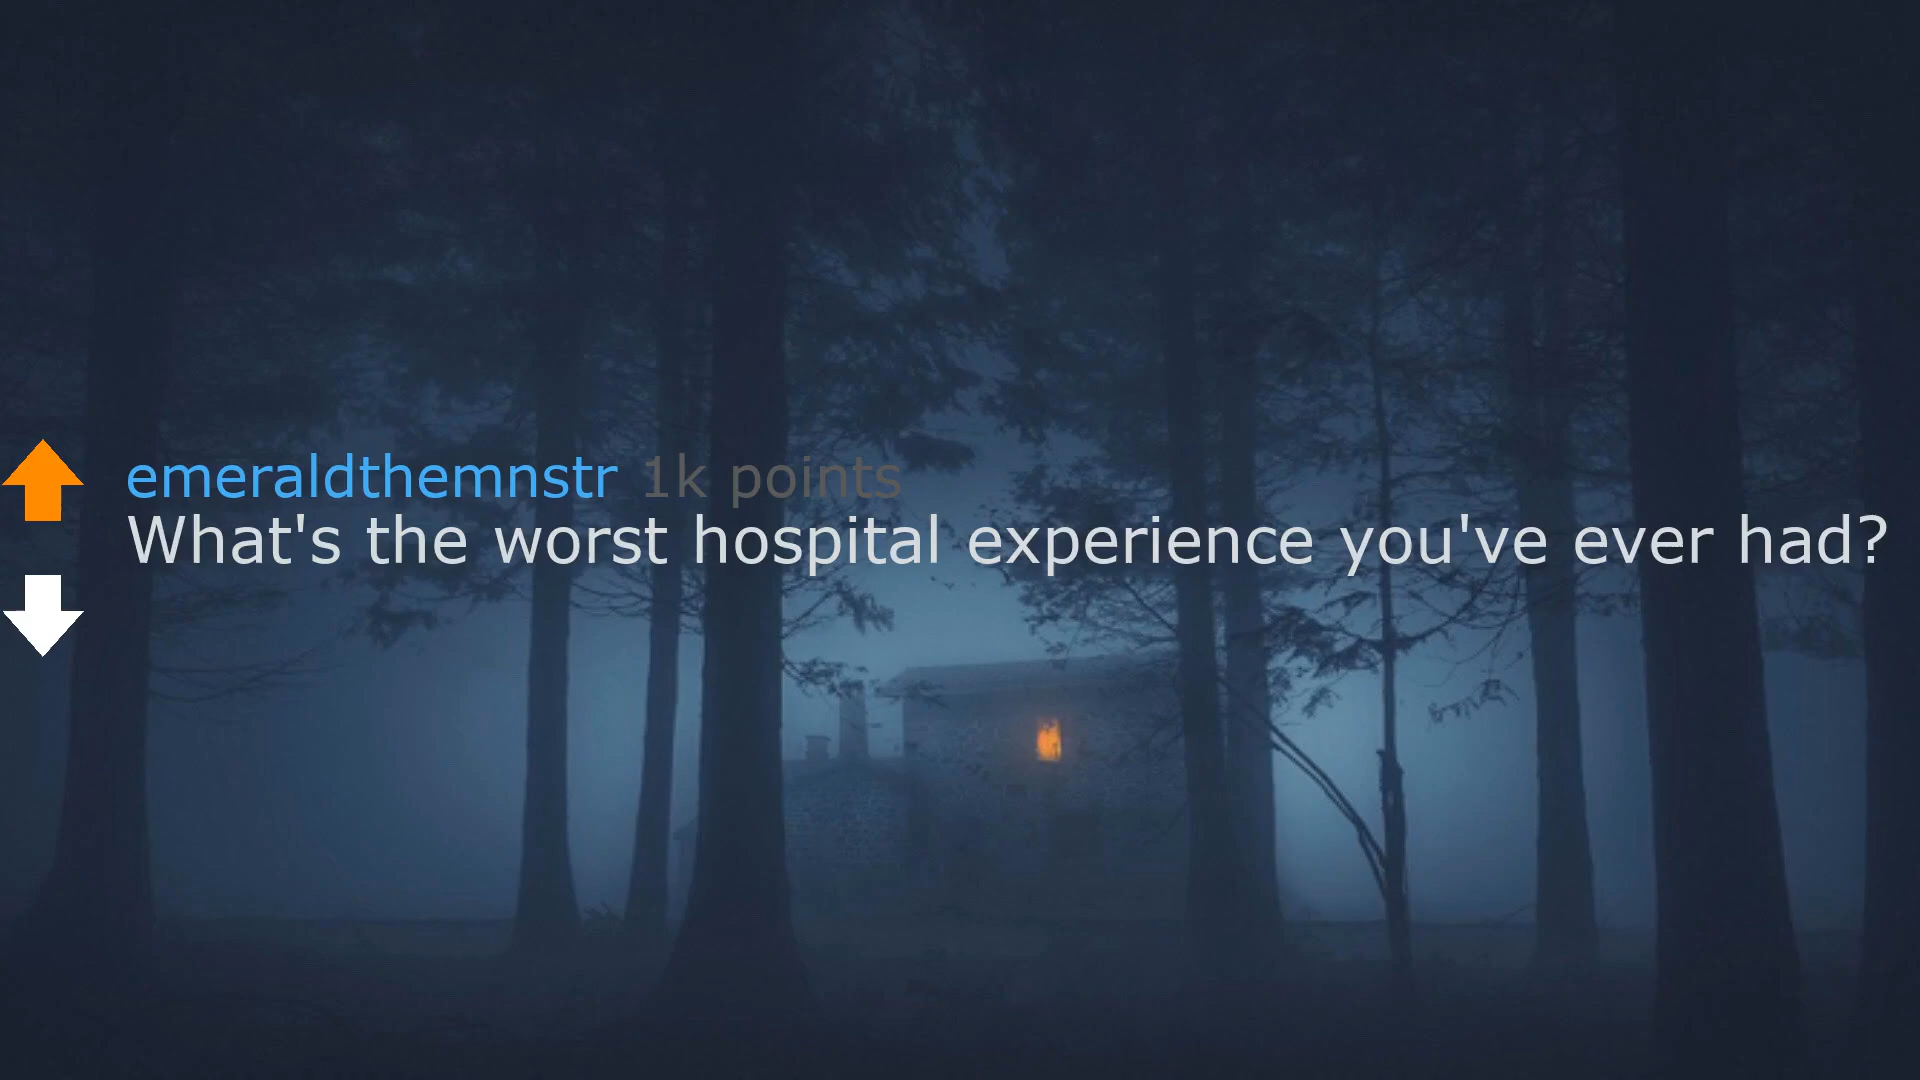 emeraldthemnstr 1k points
What's the worst hospital experience you've ever had?